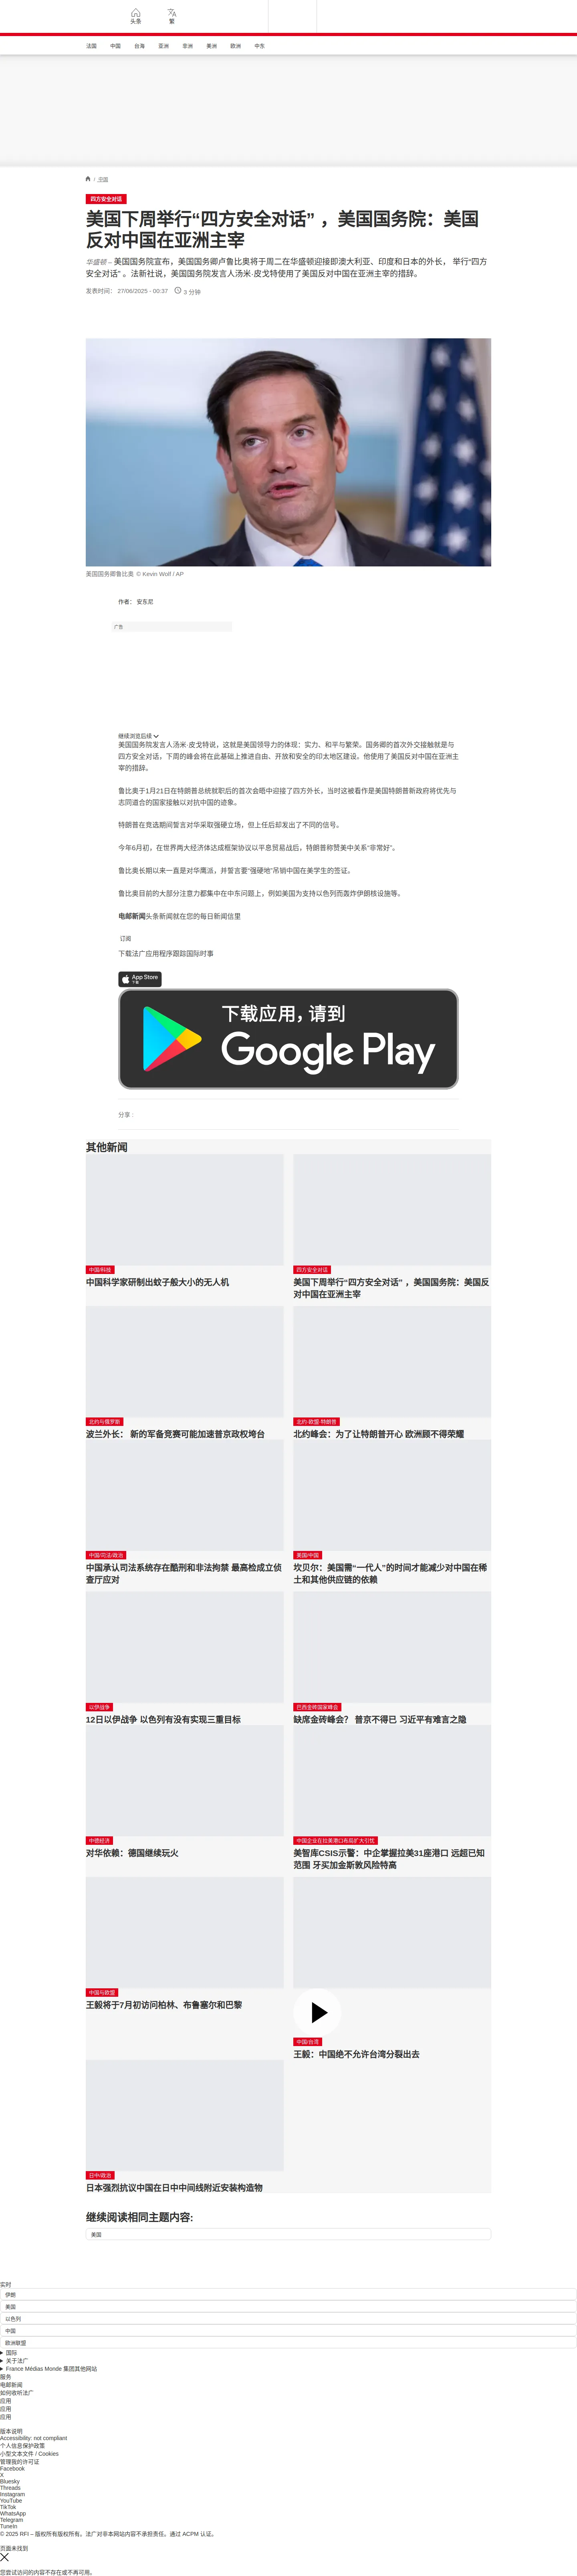 头条
繁
法国
中国
台海
亚洲
非洲
美洲
欧洲
中东
/ 中国
四方安全对话
美国下周举行“四方安全对话” ，美国国务院：美国
反对中国在亚洲主宰
华盛顿 – 美国国务院宣布，美国国务卿卢鲁比奥将于周二在华盛顿迎接即澳大利亚、印度和日本的外长， 举行“四方
安全对话” 。法新社说，美国国务院发言人汤米·皮戈特使用了美国反对中国在亚洲主宰的措辞。
发表时间： 27/06/2025 - 00:37
3 分钟
美国国务卿鲁比奥 © Kevin Wolf / AP
作者： 安东尼
广告
继续浏览后续
美国国务院发言人汤米·皮戈特说，这就是美国领导力的体现：实力、和平与繁荣。国务卿的首次外交接触就是与
四方安全对话，下周的峰会将在此基础上推进自由、开放和安全的印太地区建设。他使用了美国反对中国在亚洲主
宰的措辞。
鲁比奥于1月21日在特朗普总统就职后的首次会晤中迎接了四方外长，当时这被看作是美国特朗普新政府将优先与
志同道合的国家接触以对抗中国的迹象。
特朗普在竞选期间誓言对华采取强硬立场，但上任后却发出了不同的信号。
今年6月初，在世界两大经济体达成框架协议以平息贸易战后，特朗普称赞美中关系“非常好”。
鲁比奥长期以来一直是对华鹰派，并誓言要“强硬地”吊销中国在美学生的签证。
鲁比奥目前的大部分注意力都集中在中东问题上，例如美国为支持以色列而轰炸伊朗核设施等。
电邮新闻头条新闻就在您的每日新闻信里
订阅
下载法广应用程序跟踪国际时事
App Store
下载
下载应用，请到
Google Play
分享 :
其他新闻
中国/科技
中国科学家研制出蚊子般大小的无人机
四方安全对话
美国下周举行“四方安全对话” ，美国国务院：美国反
对中国在亚洲主宰
北约与俄罗斯
波兰外长： 新的军备竞赛可能加速普京政权垮台
北约·欧盟·特朗普
北约峰会：为了让特朗普开心 欧洲顾不得荣耀
中国/司法/政治
中国承认司法系统存在酷刑和非法拘禁 最高检成立侦
查厅应对
美国/中国
坎贝尔：美国需“一代人”的时间才能减少对中国在稀
土和其他供应链的依赖
以伊战争
12日以伊战争 以色列有没有实现三重目标
巴西金砖国家峰会
缺席金砖峰会？ 普京不得已 习近平有难言之隐
中德经济
对华依赖：德国继续玩火
中国企业在拉美港口布局扩大引忧
美智库CSIS示警：中企掌握拉美31座港口 远超已知
范围 牙买加金斯敦风险特高
中国与欧盟
王毅将于7月初访问柏林、布鲁塞尔和巴黎
中国/台湾
王毅：中国绝不允许台湾分裂出去
日中/政治
日本强烈抗议中国在日中中间线附近安装构造物
继续阅读相同主题内容:
美国
实时
伊朗
美国
以色列
中国
欧洲联盟
国际
关于法广
France Médias Monde 集团其他网站
服务
电邮新闻
如何收听法广
应用
应用
应用
版本说明
Accessibility: not compliant
个人信息保护政策
小型文本文件 / Cookies
管理我的许可证
Facebook
X
Bluesky
Threads
Instagram
YouTube
TikTok
WhatsApp
Telegram
TuneIn
© 2025 RFI – 版权所有版权所有。法广对非本网站内容不承担责任。通过 ACPM 认证。
页面未找到
您尝试访问的内容不存在或不再可用。